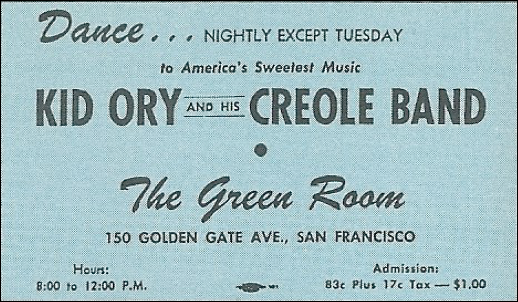 Dance... NIGHTLY EXCEPT TUESDAY
to America's Sweetest Music
KID ORY AND HIS CREOLE BAND
The Green Room
150 GOLDEN GATE AVE., SAN FRANCISCO
Hours:
8:00 to 12:00 P.M.
Admission:
83c Plus 17c Tax — $1.00